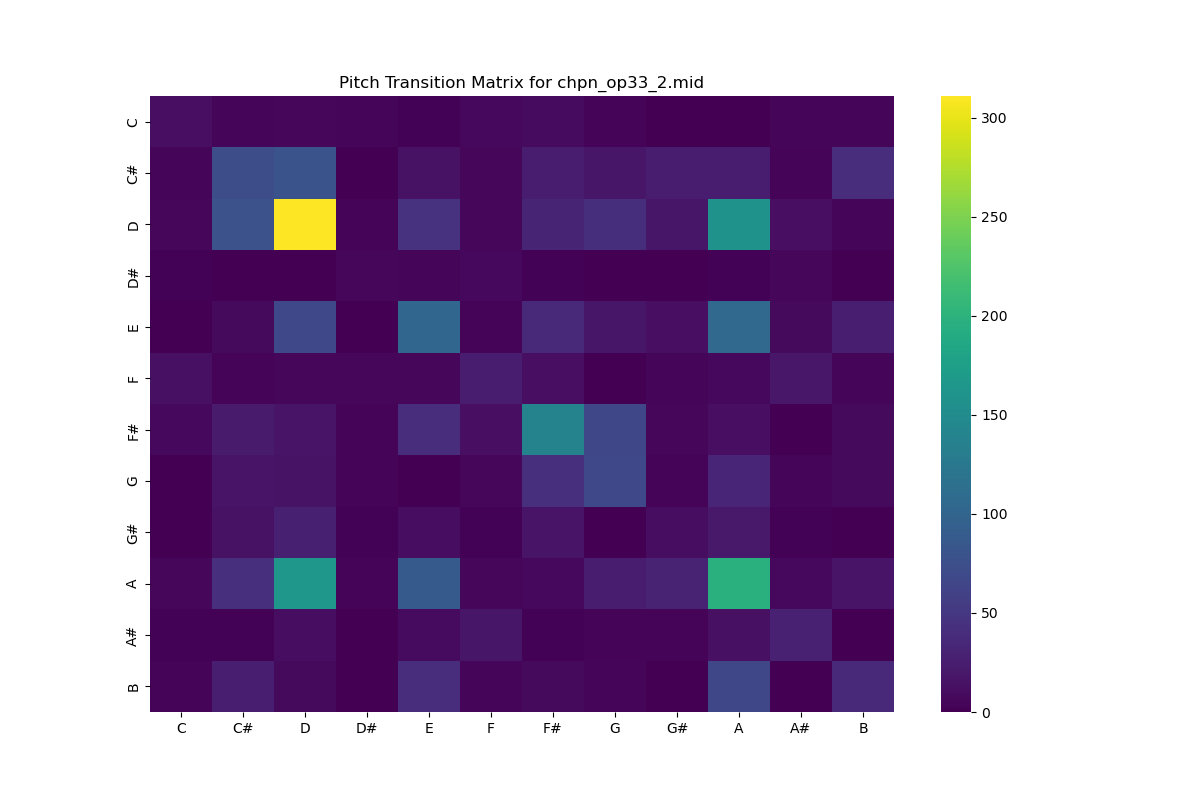 Pitch Transition Matrix for chpn_op33_2.mid
C
C#
D
D#
E
F
F#
G
G#
A
A#
B
C C# D D# E F F# G G# A A# B
300
250
200
150
100
50
0